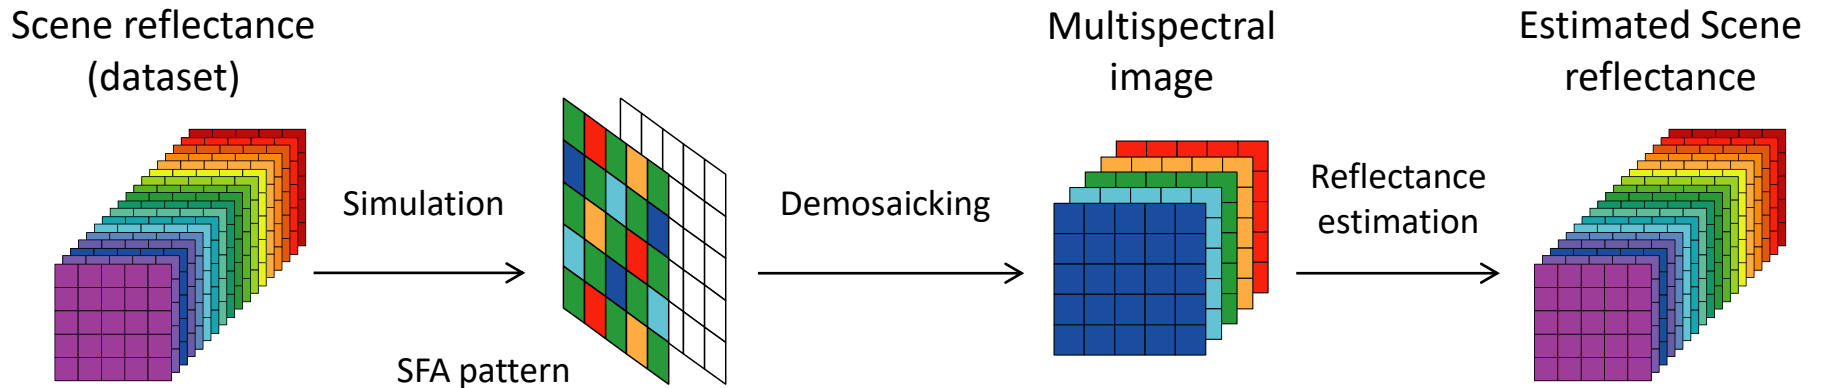 Scene reflectance
(dataset)
Simulation
SFA pattern
Demosaicking
Multispectral
image
Reflectance
estimation
Estimated Scene
reflectance